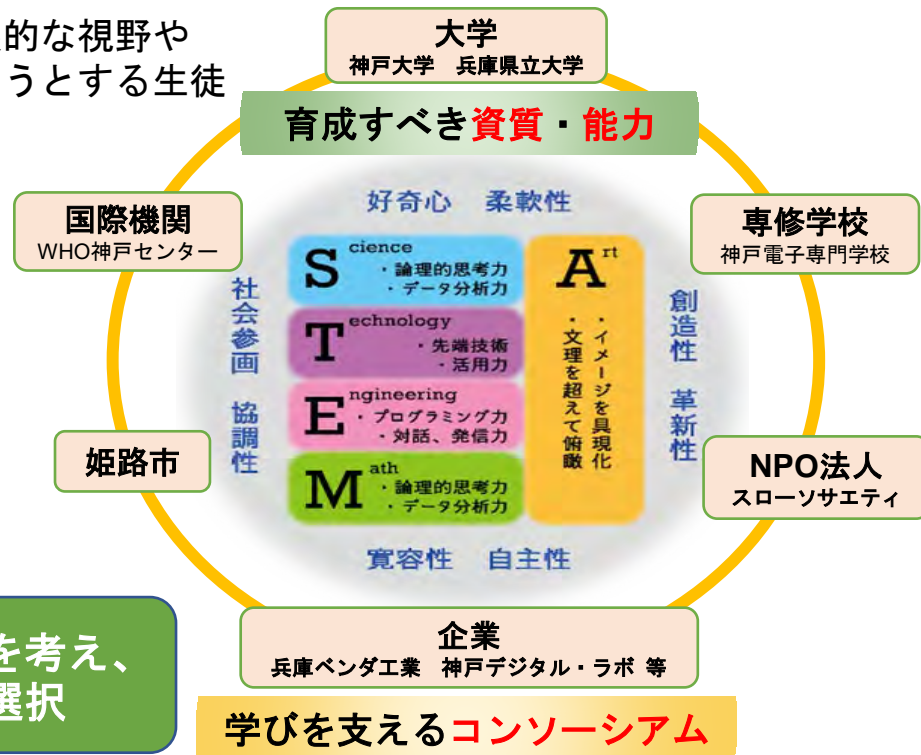 的な視野や
うとする生徒
大学
神戸大学 兵庫県立大学
育成すべき資質・能力
好奇心 柔軟性
国際機関
WHO神戸センター
専修学校
神戸電子専門学校
社会参画 協調性
Science
・論理的思考力
・データ分析力
Technology
・先端技術
・活用力
Engineering
・プログラミング力
・対話、発信力
Math
・論理的思考力
・データ分析力
Art
・イメージを具現化
・文理を超えて俯瞰
創造性 革新性
姫路市
NPO法人
スローソサエティ
寛容性 自主性
企業
兵庫ベンダ工業 神戸デジタル・ラボ 等
を考え、
選択
学びを支えるコンソーシアム